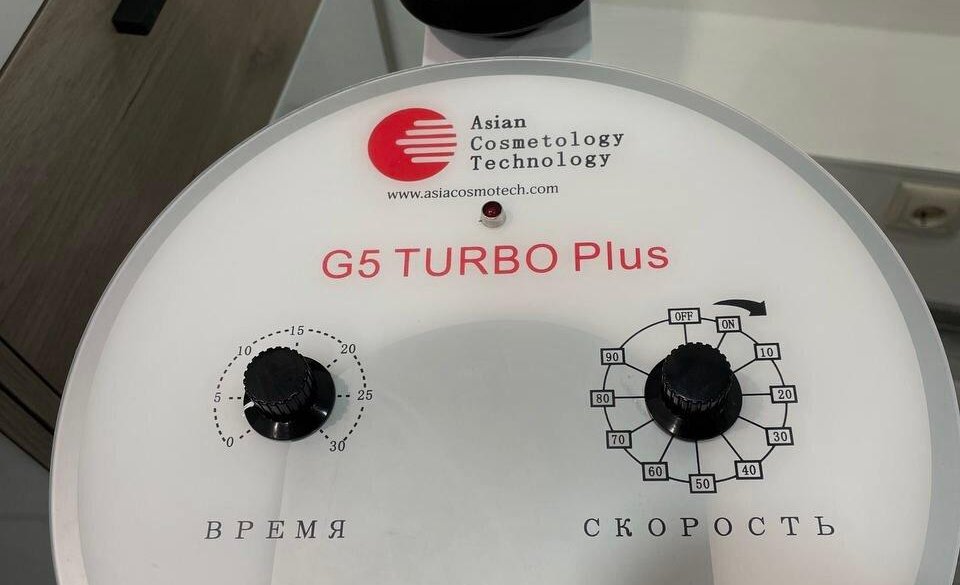 Asian
Cosmetology
Technology
www.asiacosmotech.com
G5 TURBO Plus
0
5
10
15
20
25
30
OFF
ON
10
20
30
40
50
60
70
80
90
ВРЕМЯ
СКОРОСТЬ